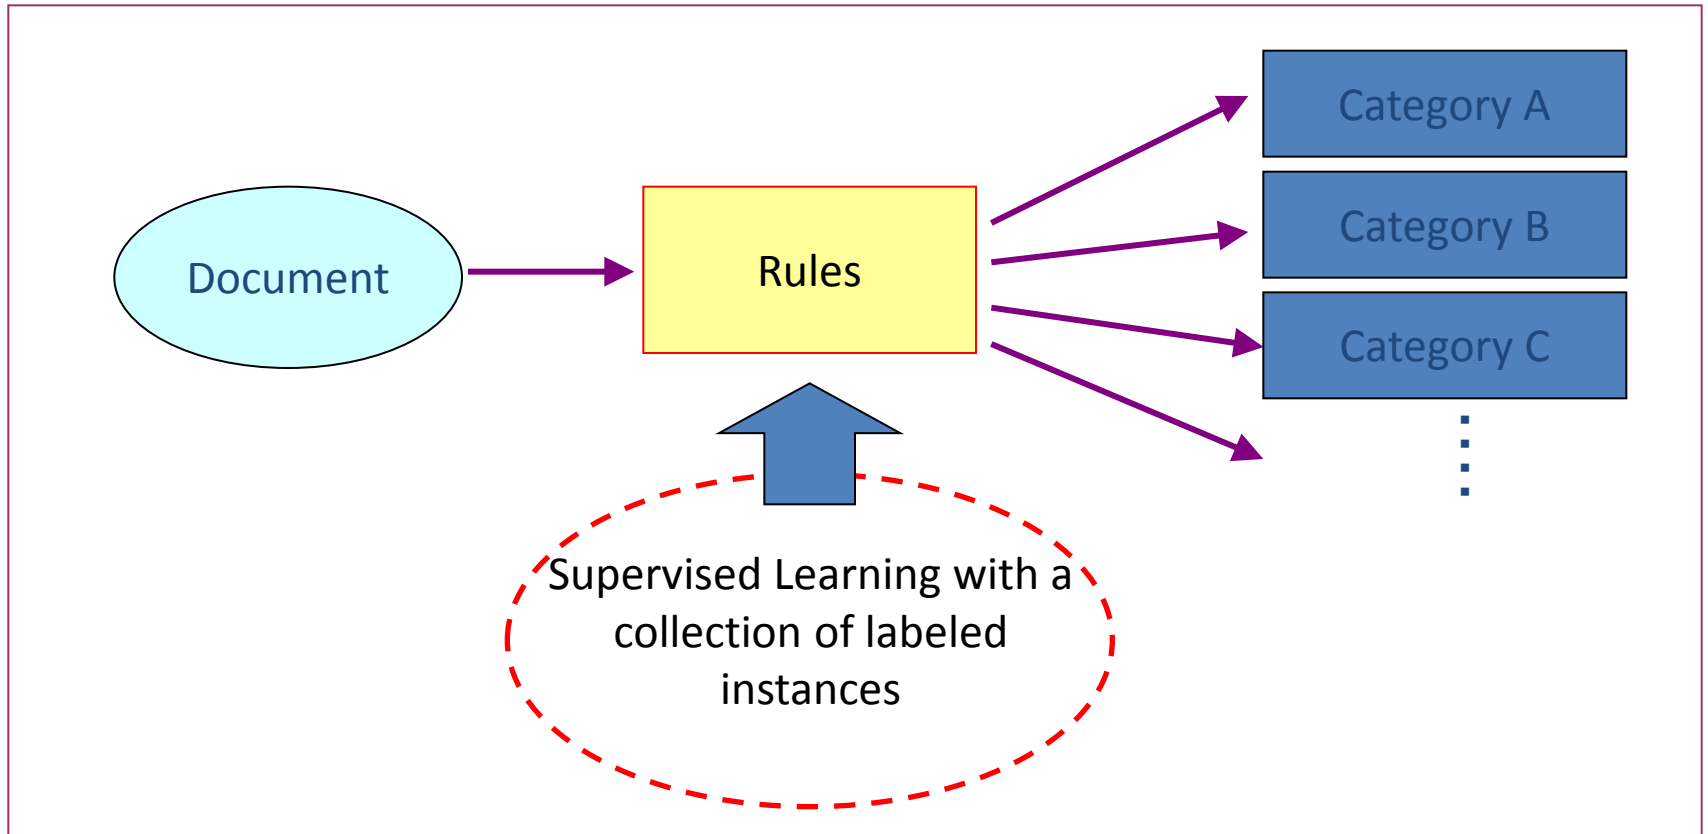 Document
Rules
Category A
Category B
Category C
Supervised Learning with a
collection of labeled
instances